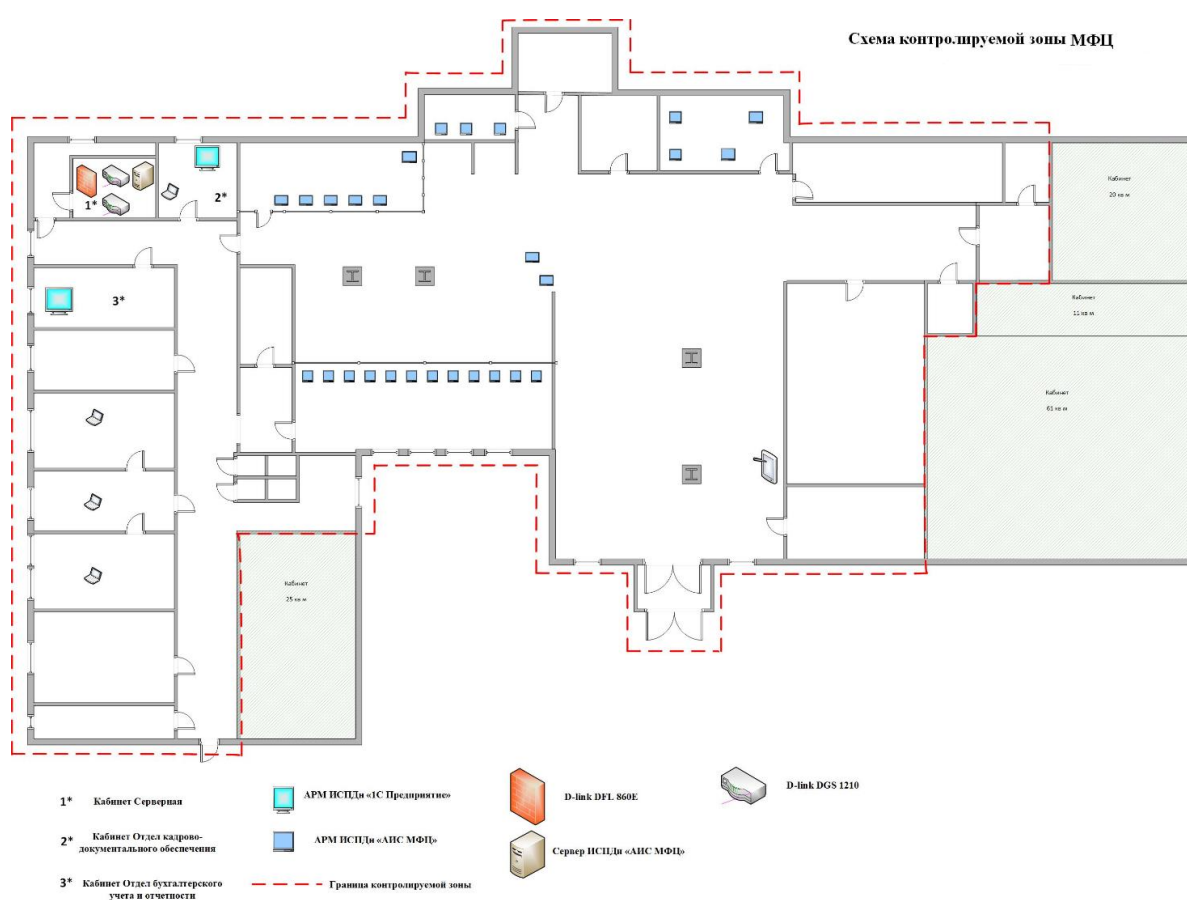 Схема контролируемой зоны МФЦ
Кабинет
20 кв м
1*
2*
3*
Кабинет
11 кв м
Кабинет
61 кв м
Кабинет
25 кв м
1* Кабинет Серверная
АРМ ИСПДн «1С Предприятие»
D-link DFL 860E
D-link DGS 1210
2* Кабинет Отдел кадрово-
документального обеспечения
АРМ ИСПДн «АИС МФЦ»
Сервер ИСПДн «АИС МФЦ»
3* Кабинет Отдел бухгалтерского
учета и отчетности
Граница контролируемой зоны